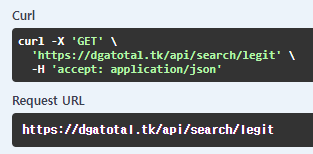 Curl
curl -X 'GET' \
'https://dgatotal.tk/api/search/legit' \
-H 'accept: application/json'
Request URL
https://dgatotal.tk/api/search/legit